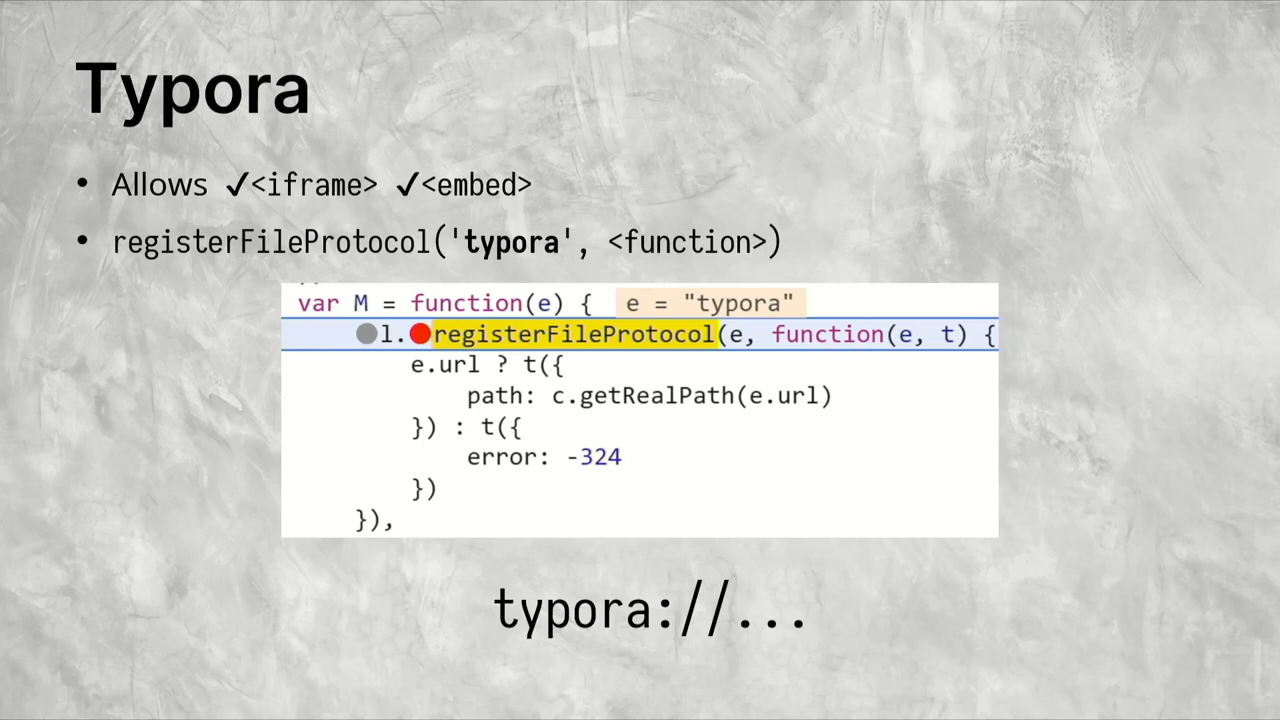 Typora
• Allows ✔<iframe> ✔<embed>
• registerFileProtocol('typora', <function>)
var M = function(e) { e = "typora"
l.registerFileProtocol(e, function(e, t) {
e.url ? t({
path: c.getRealPath(e.url)
}) : t({
error: -324
})
}),
typora://...